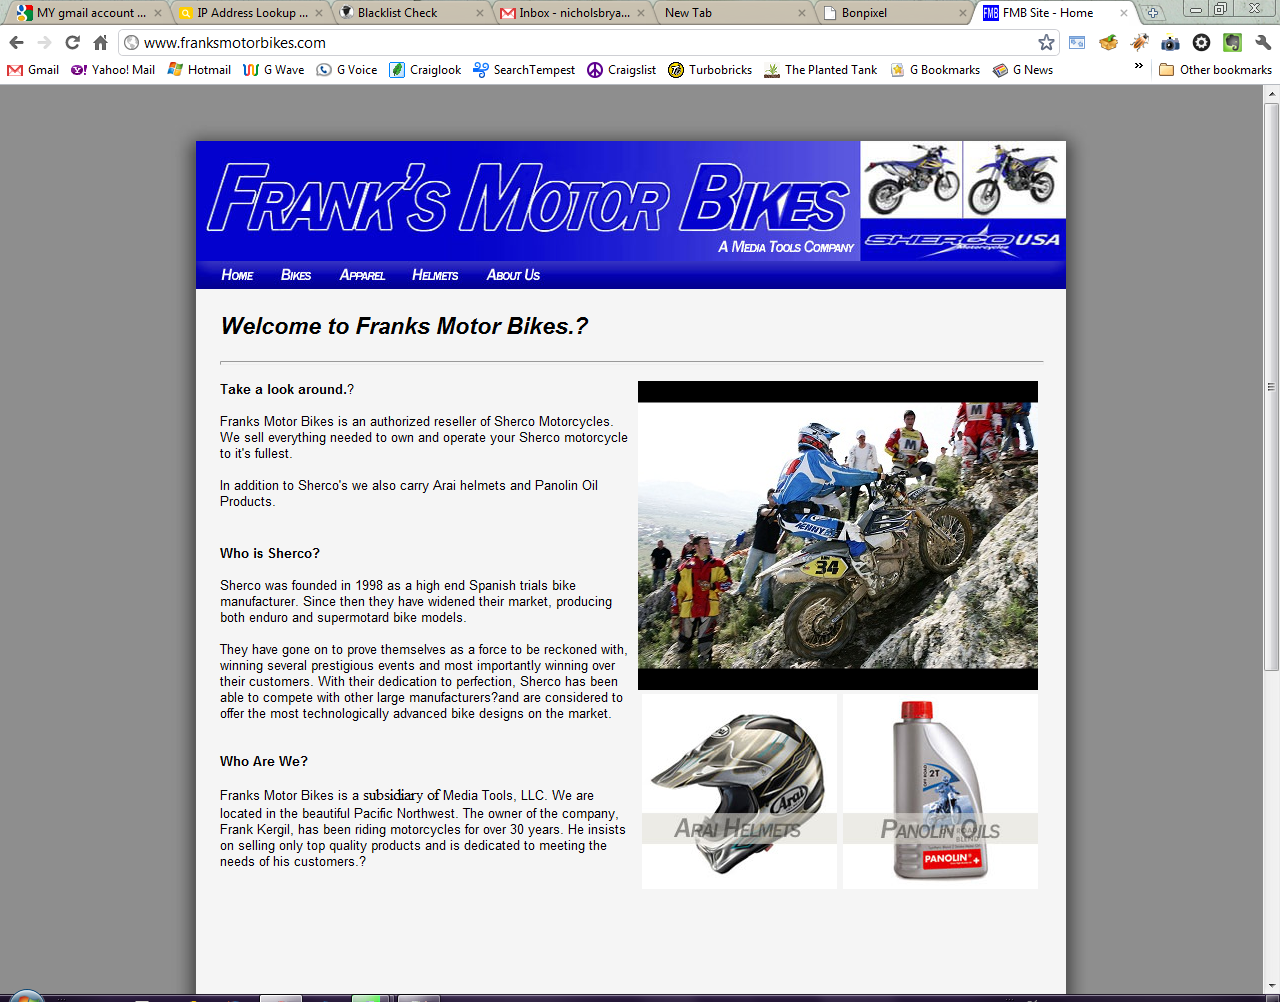 MY gmail account ...
IP Address Lookup ...
Blacklist Check
Inbox - nicholsbrya...
New Tab
Bonpixel
FMB FMB Site - Home
www.franksmotorbikes.com
Gmail
Yahoo! Mail
Hotmail
G Wave
G Voice
Craiglook
SearchTempest
Craigslist
Turbobricks
The Planted Tank
G Bookmarks
G News
»
Other bookmarks
Frank's Motor Bikes
A Media Tools Company
SHERCO USA
Motorcycles
Home
Bikes
Apparel
Helmets
About Us
Welcome to Franks Motor Bikes.?
Take a look around.?
Franks Motor Bikes is an authorized reseller of Sherco Motorcycles.
We sell everything needed to own and operate your Sherco motorcycle
to it's fullest.
In addition to Sherco's we also carry Arai helmets and Panolin Oil
Products.
Who is Sherco?
Sherco was founded in 1998 as a high end Spanish trials bike
manufacturer. Since then they have widened their market, producing
both enduro and supermotard bike models.
They have gone on to prove themselves as a force to be reckoned with,
winning several prestigious events and most importantly winning over
their customers. With their dedication to perfection, Sherco has been
able to compete with other large manufacturers?and are considered to
offer the most technologically advanced bike designs on the market.
Who Are We?
Franks Motor Bikes is a subsidiary of Media Tools, LLC. We are
located in the beautiful Pacific Northwest. The owner of the company,
Frank Kergil, has been riding motorcycles for over 30 years. He insists
on selling only top quality products and is dedicated to meeting the
needs of his customers.?
M
M
34
Arai
Arai Helmets
2T
Panolin Oils
PANOLIN